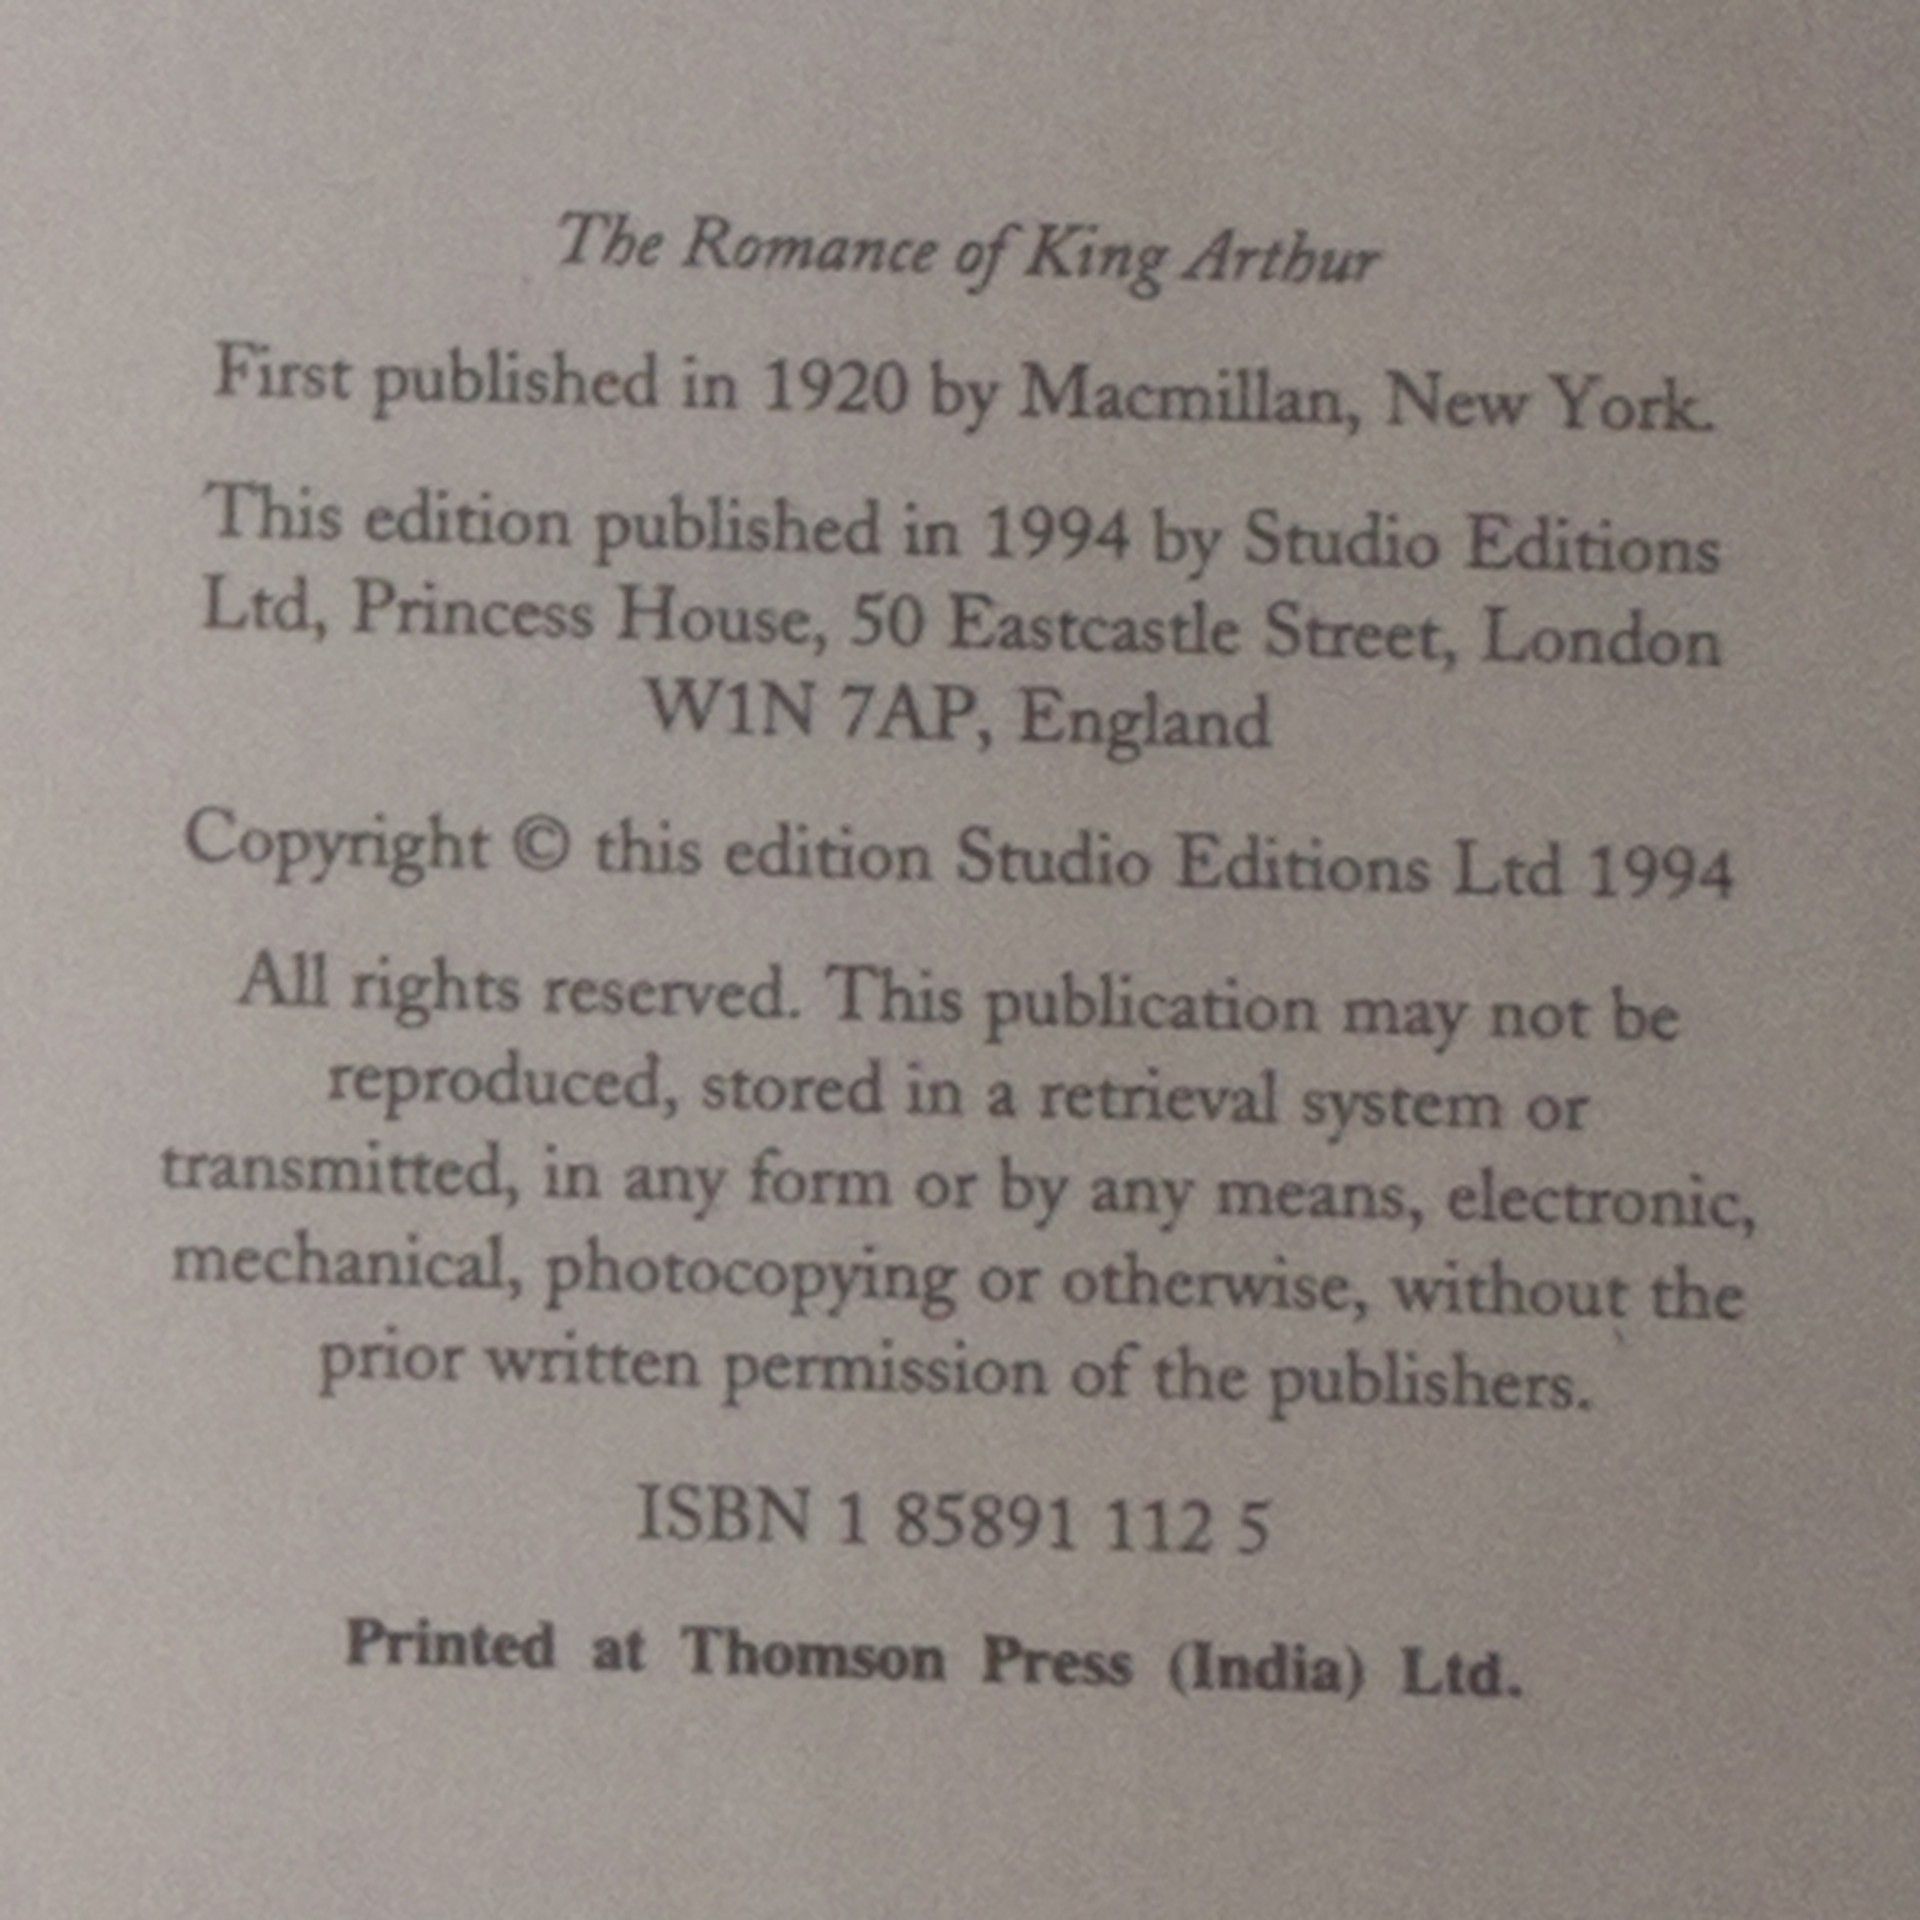 The Romance of King Arthur
First published in 1920 by Macmillan, New York.
This edition published in 1994 by Studio Editions
Ltd, Princess House, 50 Eastcastle Street, London
W1N 7AP, England
Copyright © this edition Studio Editions Ltd 1994
All rights reserved. This publication may not be
reproduced, stored in a retrieval system or
transmitted, in any form or by any means, electronic,
mechanical, photocopying or otherwise, without the
prior written permission of the publishers.
ISBN 1 85891 112 5
Printed at Thomson Press (India) Ltd.